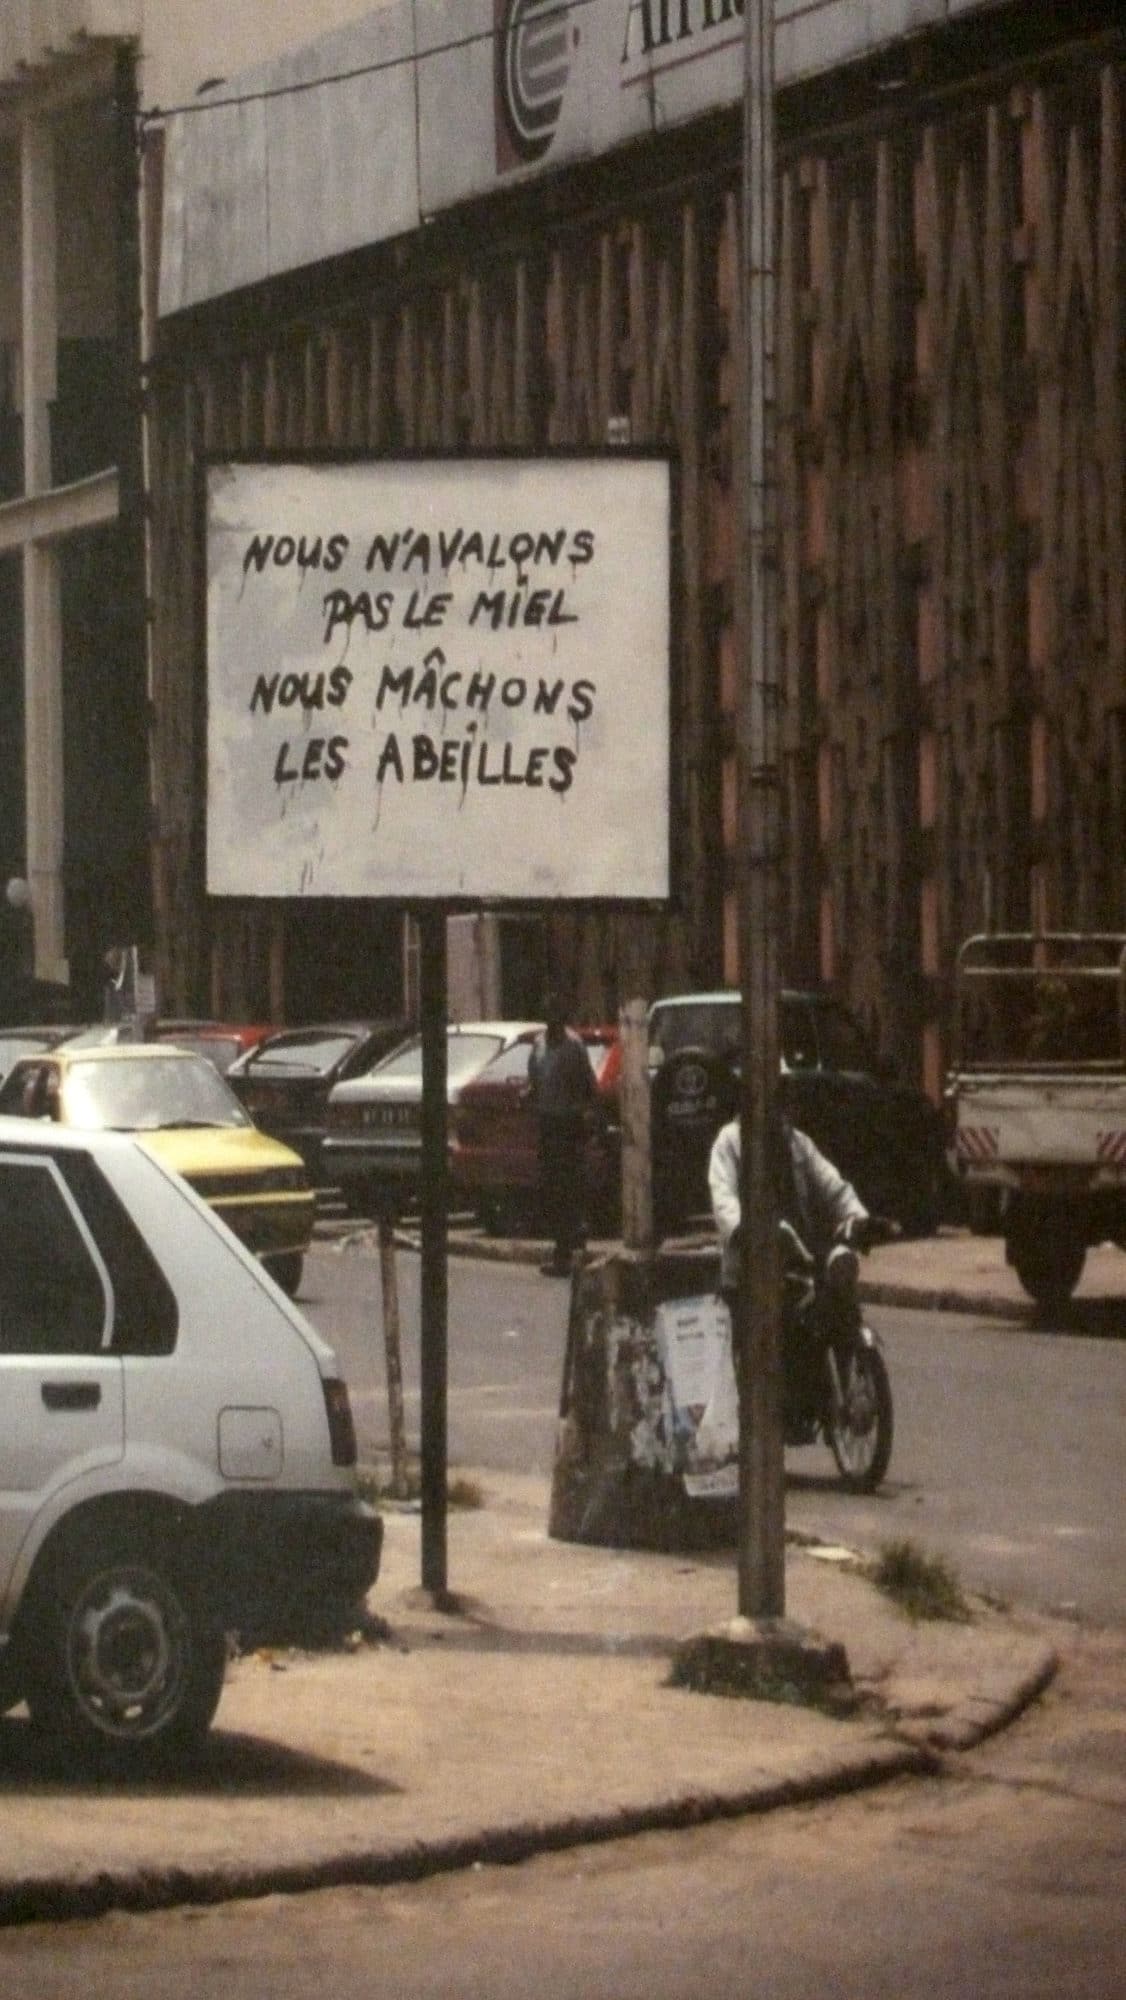 NOUS N'AVALONS
PAS LE MIEL
NOUS MÂCHONS
LES ABEILLES